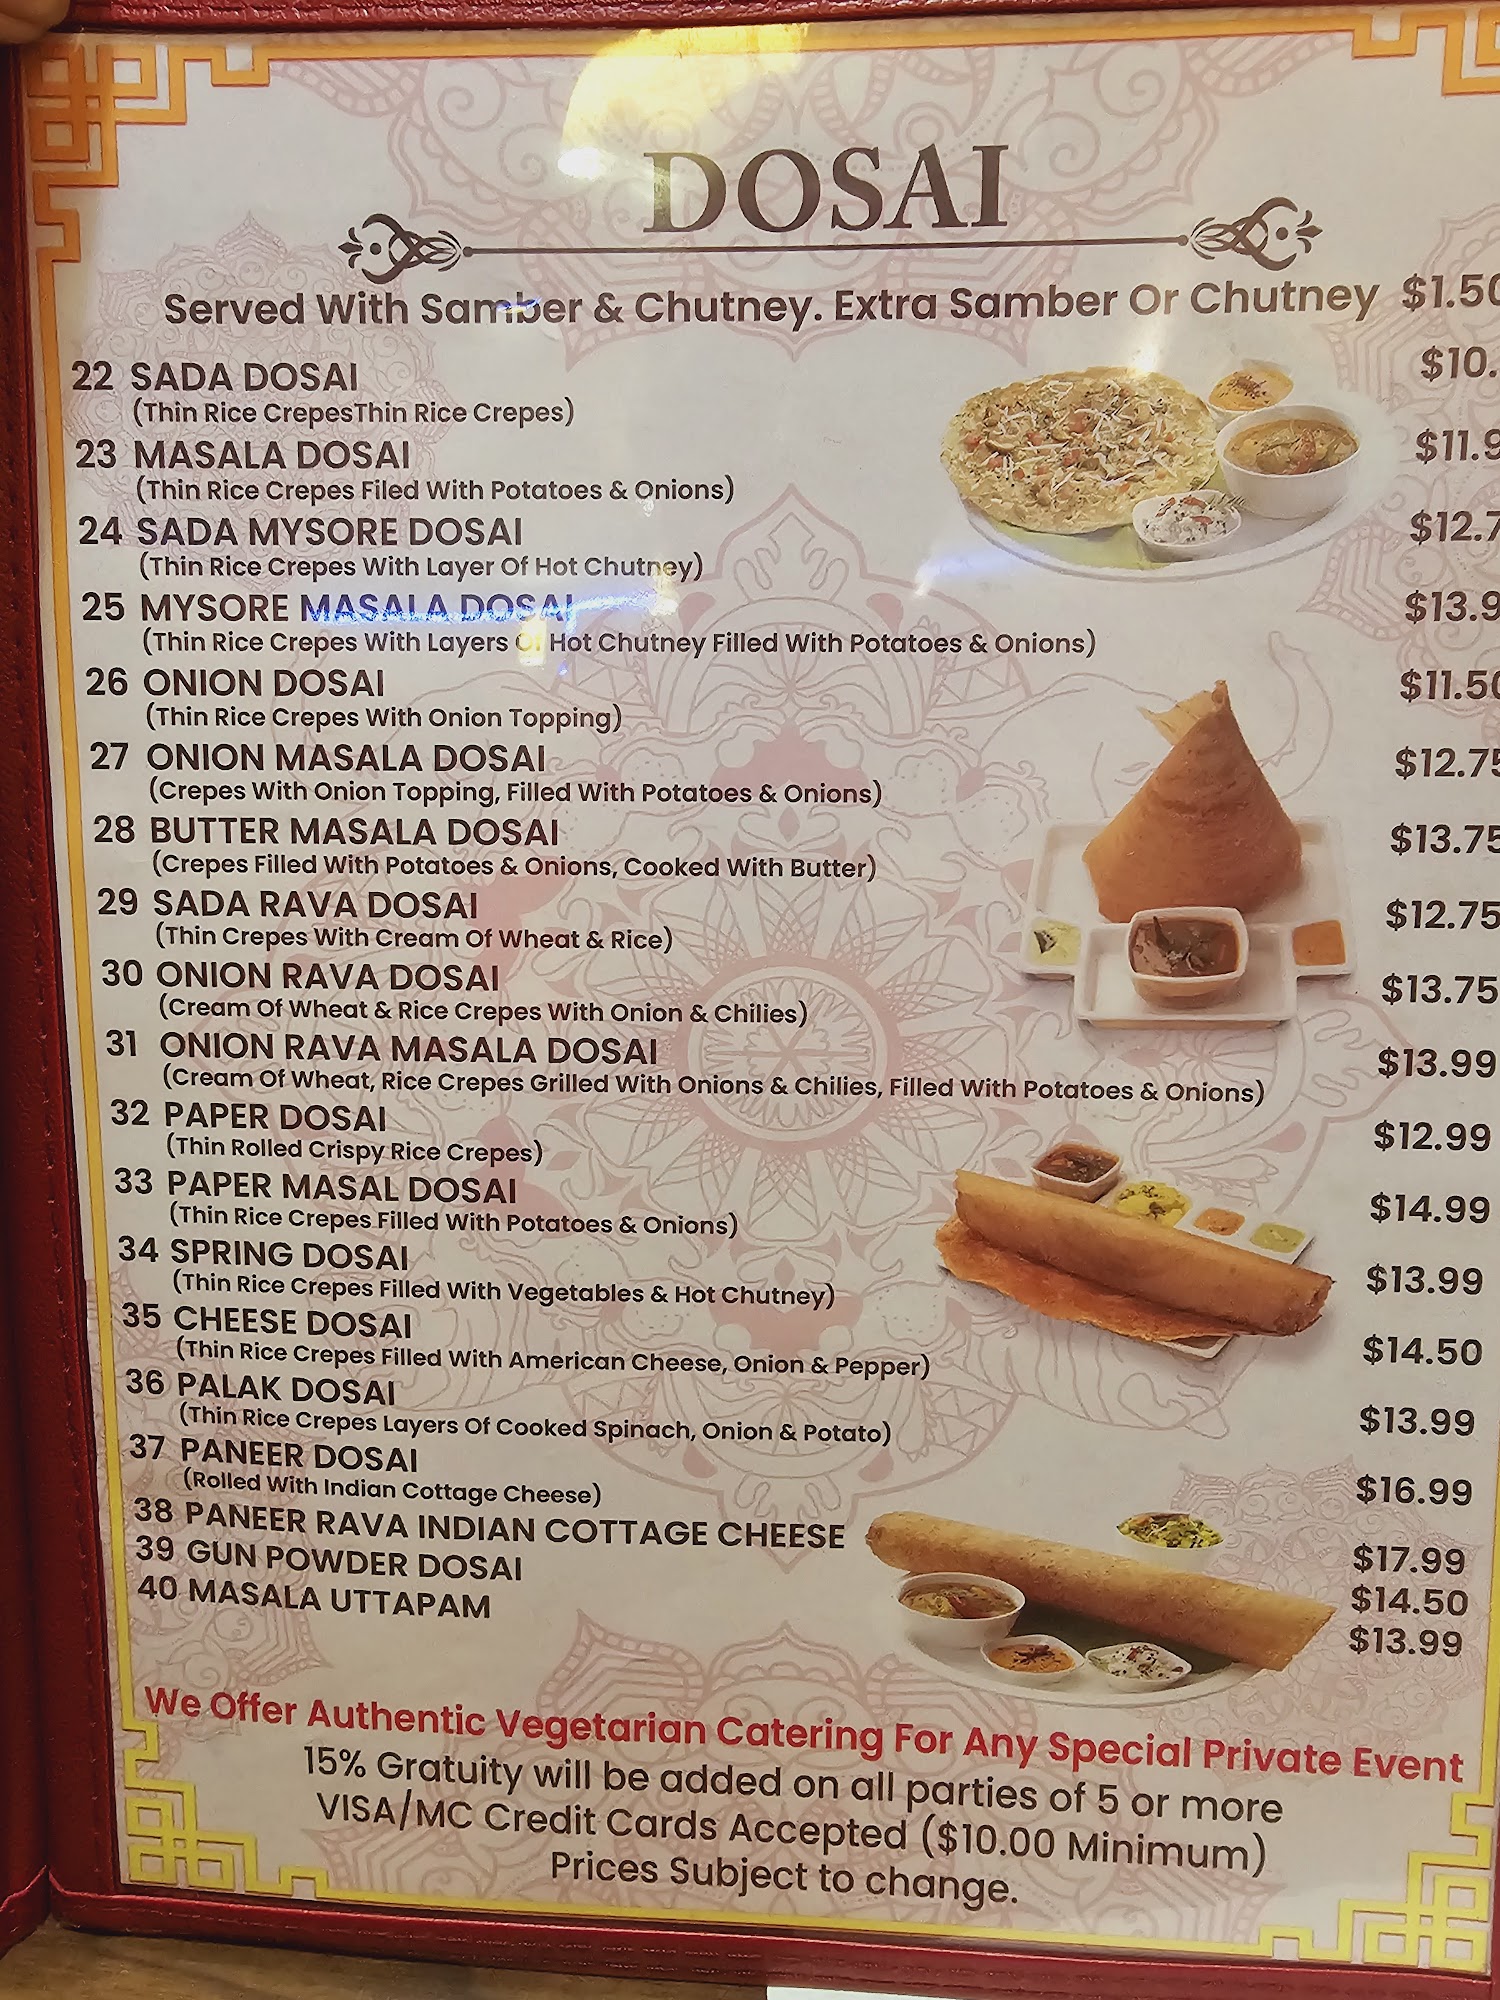 DOSAI
Served With Samber & Chutney. Extra Samber Or Chutney $1.50
22 SADA DOSAI $10.
(Thin Rice CrepesThin Rice Crepes)
23 MASALA DOSAI $11.9
(Thin Rice Crepes Filed With Potatoes & Onions)
24 SADA MYSORE DOSAI $12.7
(Thin Rice Crepes With Layer Of Hot Chutney)
25 MYSORE MASALA DOSAI $13.9
(Thin Rice Crepes With Layers Of Hot Chutney Filled With Potatoes & Onions)
26 ONION DOSAI $11.50
(Thin Rice Crepes With Onion Topping)
27 ONION MASALA DOSAI $12.75
(Crepes With Onion Topping, Filled With Potatoes & Onions)
28 BUTTER MASALA DOSAI $13.75
(Crepes Filled With Potatoes & Onions, Cooked With Butter)
29 SADA RAVA DOSAI $12.75
(Thin Crepes With Cream Of Wheat & Rice)
30 ONION RAVA DOSAI $13.75
(Cream Of Wheat & Rice Crepes With Onion & Chilies)
31 ONION RAVA MASALA DOSAI $13.99
(Cream Of Wheat, Rice Crepes Grilled With Onions & Chilies, Filled With Potatoes & Onions)
32 PAPER DOSAI $12.99
(Thin Rolled Crispy Rice Crepes)
33 PAPER MASAL DOSAI $14.99
(Thin Rice Crepes Filled With Potatoes & Onions)
34 SPRING DOSAI $13.99
(Thin Rice Crepes Filled With Vegetables & Hot Chutney)
35 CHEESE DOSAI $14.50
(Thin Rice Crepes Filled With American Cheese, Onion & Pepper)
36 PALAK DOSAI $13.99
(Thin Rice Crepes Layers Of Cooked Spinach, Onion & Potato)
37 PANEER DOSAI $16.99
(Rolled With Indian Cottage Cheese)
38 PANEER RAVA INDIAN COTTAGE CHEESE $17.99
39 GUN POWDER DOSAI $14.50
40 MASALA UTTAPAM $13.99
We Offer Authentic Vegetarian Catering For Any Special Private Event
15% Gratuity will be added on all parties of 5 or more
VISA/MC Credit Cards Accepted ($10.00 Minimum)
Prices Subject to change.